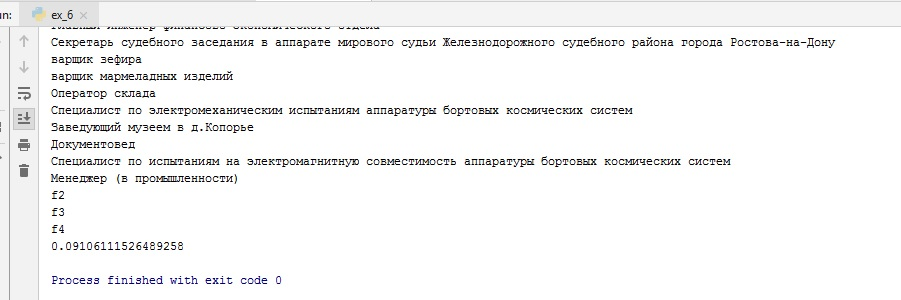 un:
ex_6
Секретарь судебного заседания в аппарате мирового судьи Железнодорожного судебного района города Ростова-на-Дону
варщик зефира
варщик мармеладных изделий
Оператор склада
Специалист по электромеханическим испытаниям аппаратуры бортовых космических систем
Заведующий музеем в д.Копорье
Документовед
Специалист по испытаниям на электромагнитную совместимость аппаратуры бортовых космических систем
Менеджер (в промышленности)
f2
f3
f4
0.09106111526489258
Process finished with exit code 0